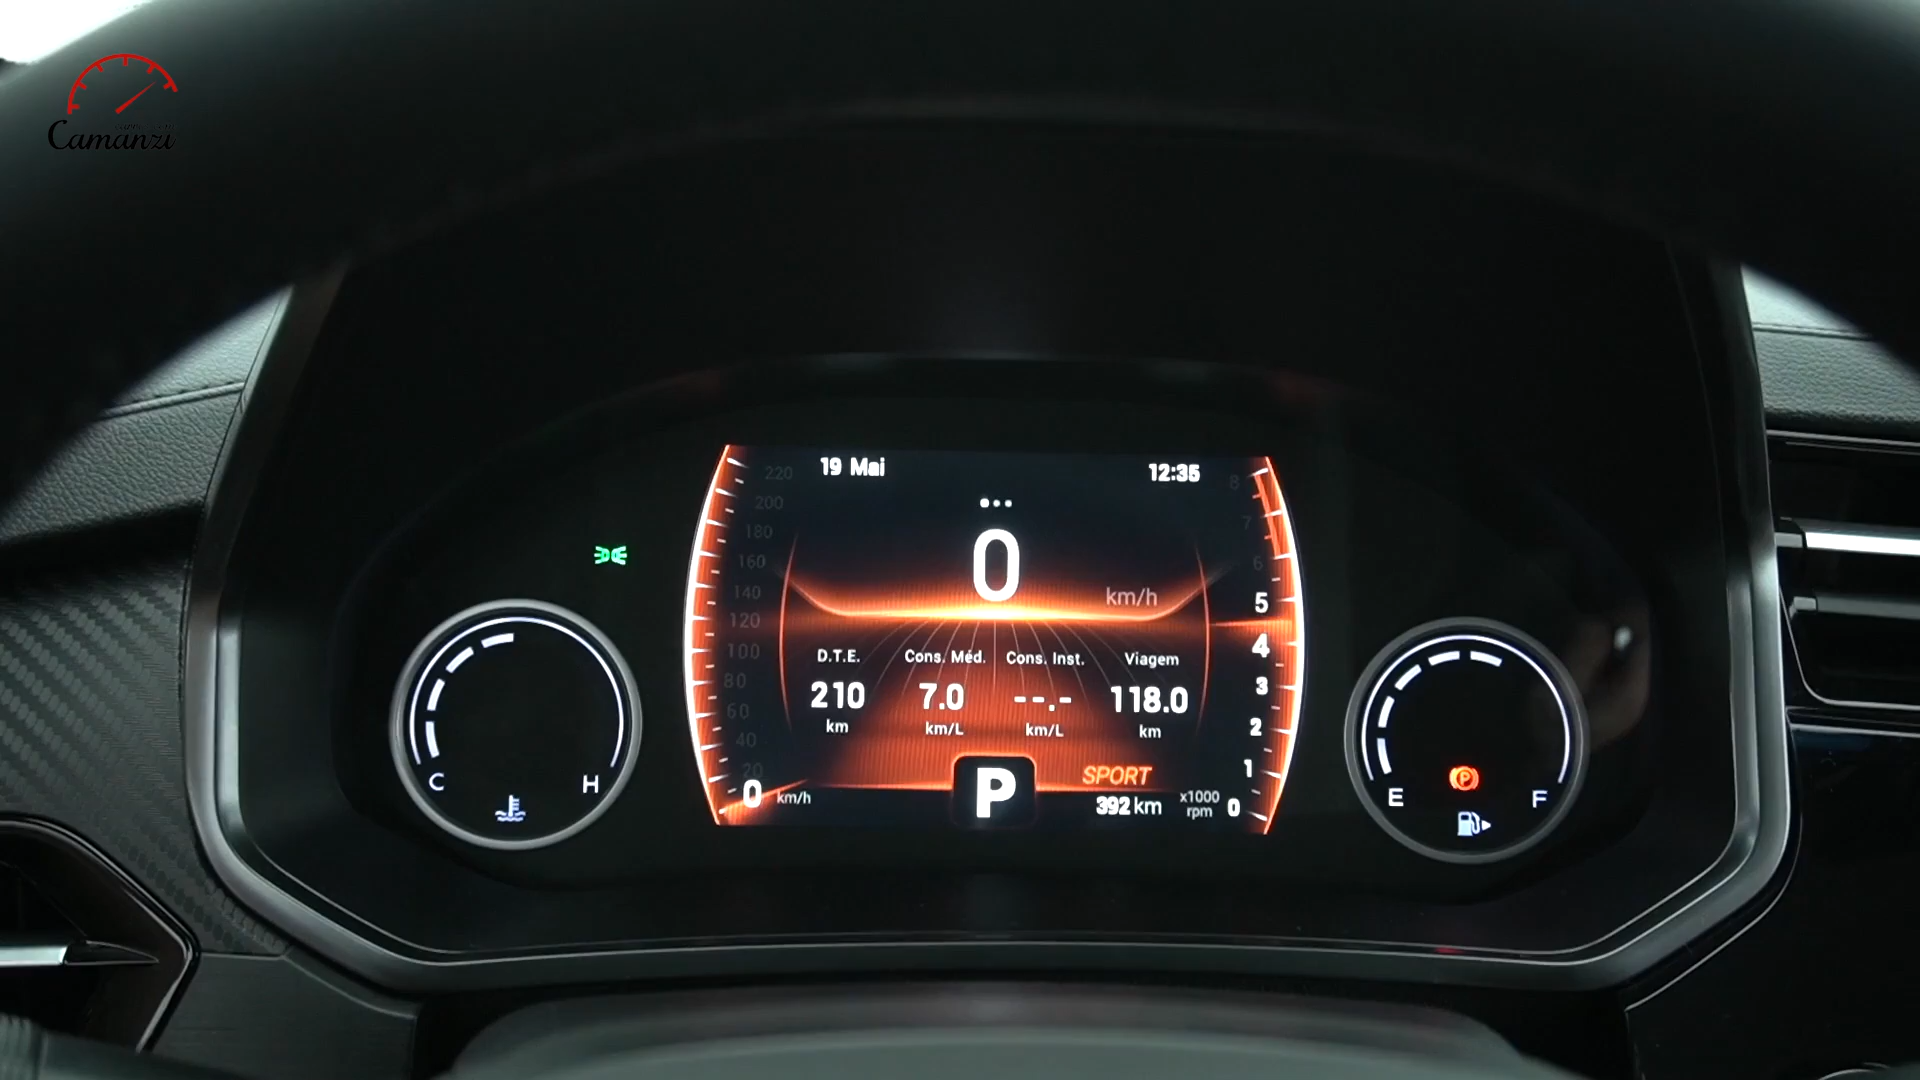 Camanzi
19 Mai
12:35
220
200
180
160
140
120
100
80
60
40
20
0
km/h
0
km/h
D.T.E.
210
km
Cons. Méd.
7.0
km/L
Cons. Inst.
--.-
km/L
Viagem
118.0
km
P
SPORT
392 km
8
7
6
5
4
3
2
1
0
x1000
rpm
C
H
P
E
F